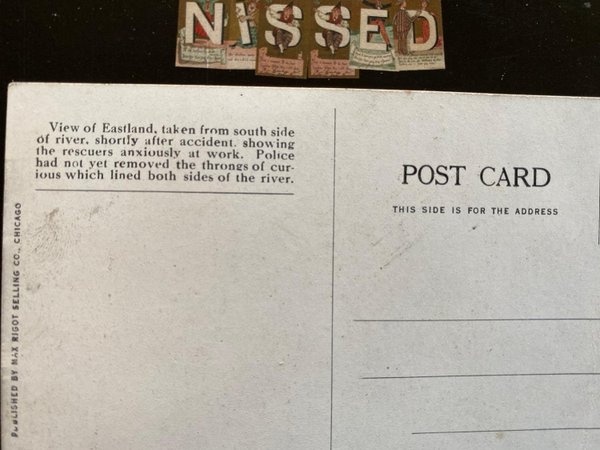 NISSED
View of Eastland, taken from south side
of river, shortly after accident, showing
the rescuers anxiously at work. Police
had not yet removed the throngs of cur-
ious which lined both sides of the river.
PUBLISHED BY MAX RIGOT SELLING CO., CHICAGO
POST CARD
THIS SIDE IS FOR THE ADDRESS